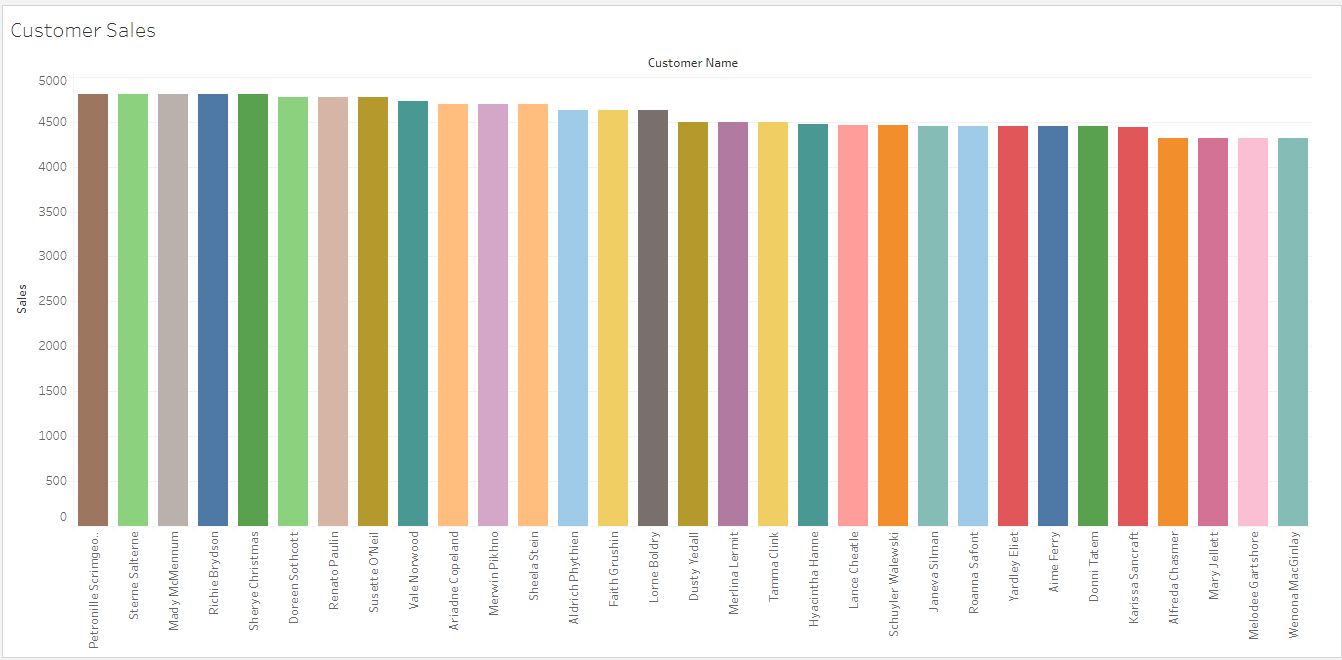 Customer Sales
Customer Name
5000
4500
4000
3500
3000
2500
2000
1500
1000
500
0
Sales
Petronille Scrimgeo..
Sterne Salterne
Mady McMennum
Richie Brydson
Sherye Christmas
Doreen Sothcott
Renato Paulin
Susette O'Neil
Vale Norwood
Ariadne Copeland
Merwin Pikhno
Sheela Stein
Aldrich Phythien
Faith Grushin
Lorne Boldry
Dusty Yedall
Merlina Lermit
Tamma Clink
Hyacintha Hanne
Lance Cheatle
Schuyler Walewski
Janeva Silman
Roanna Safont
Yardley Eliet
Aime Ferry
Donni Tatem
Karissa Sancraft
Alfreda Chasmer
Mary Jellett
Melodee Gartshore
Wenona MacGinlay